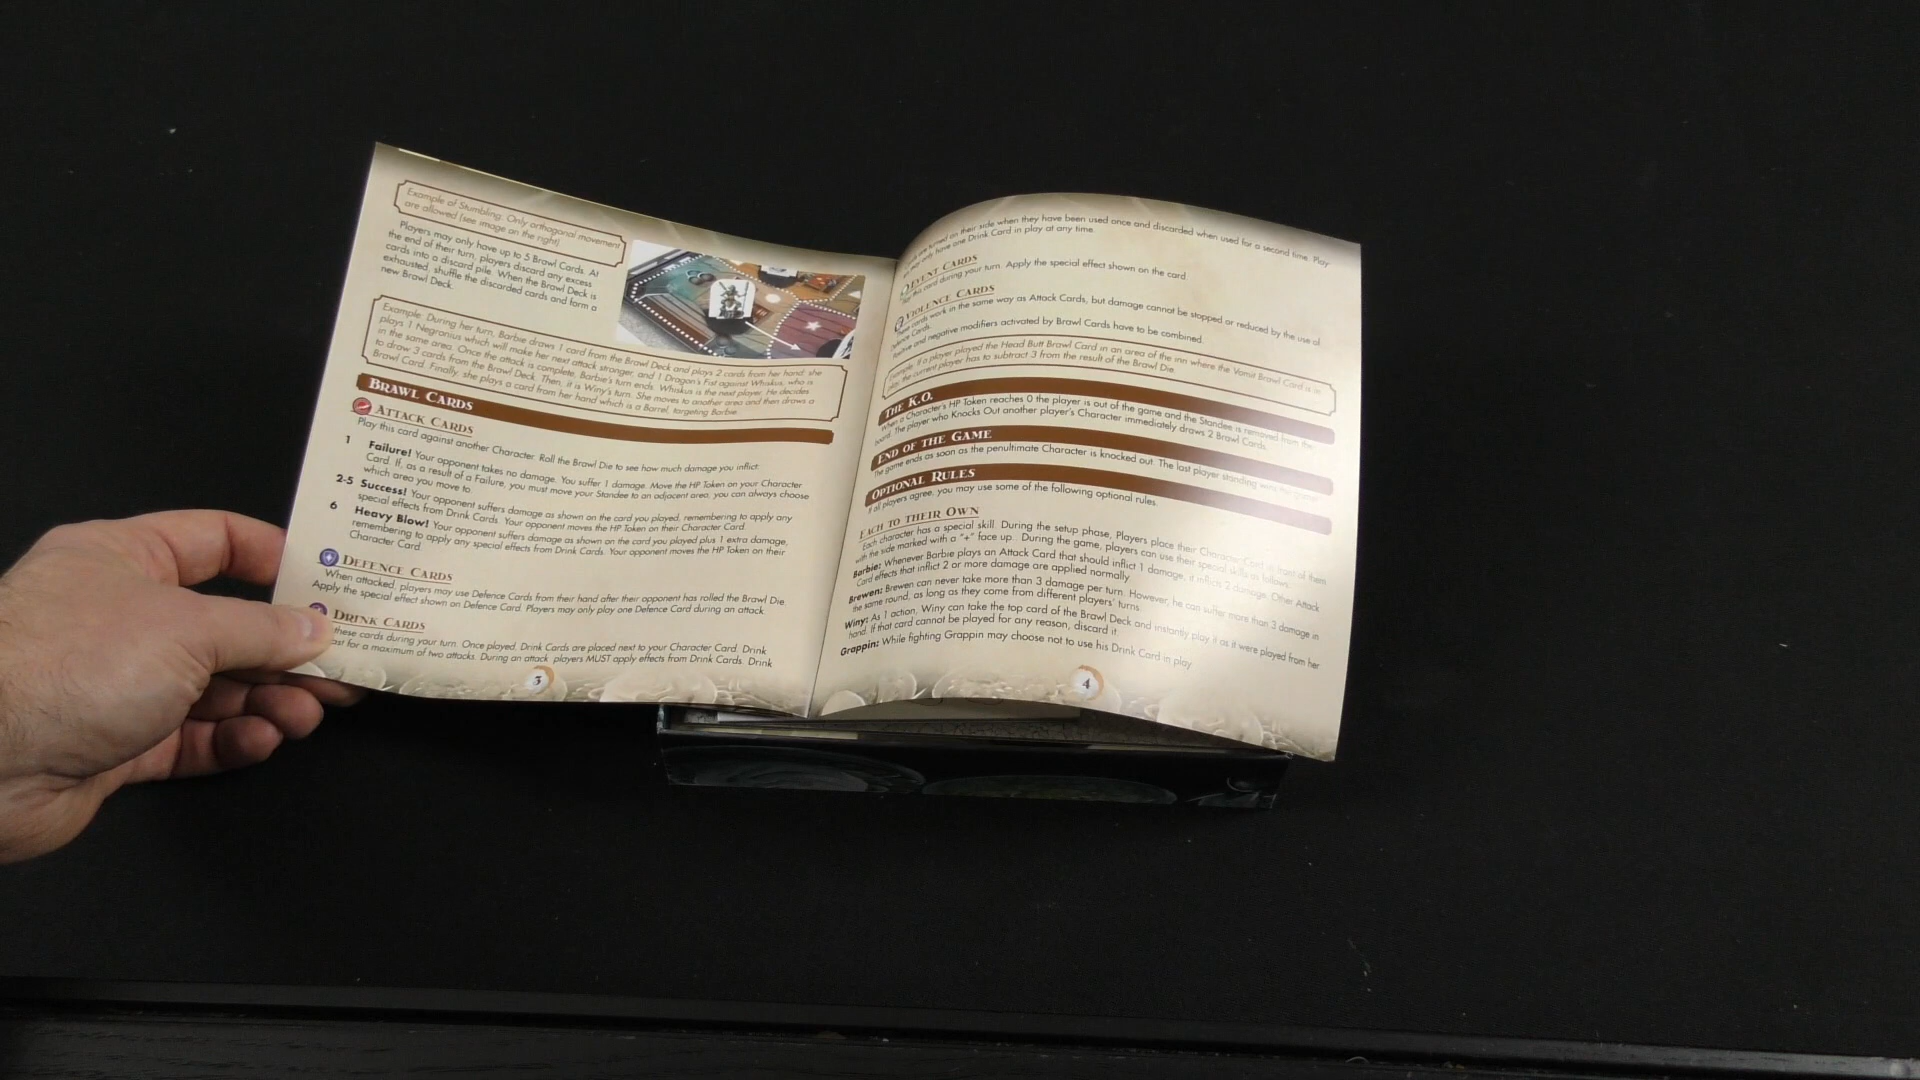 Example of Stumbling: Only orthogonal movement
are allowed (see image on the right)
Players may only have up to 5 Brawl Cards. At
the end of their turn, players discard any excess
cards into a discard pile. When the Brawl Deck is
exhausted, shuffle the discarded cards and form a
new Brawl Deck.
Example: During her turn, Barbie draws 1 card from the Brawl Deck and plays 2 cards from her hand: she
plays 1 Negranius which will make her next attack stronger, and 1 Dragon's Fist against Whiskus, who is
in the same area. Once the attack is complete, Barbie's turn ends. Whiskus is the next player. He decides
to draw 3 cards from the Brawl Deck. Then, it is Winy's turn. She moves to another area and then draws a
Brawl Card. Finally, she plays a card from her hand which is a Barrel, targeting Barbie.
BRAWL CARDS
ATTACK CARDS
Play this card against another Character. Roll the Brawl Die to see how much damage you inflict:
1 Failure! Your opponent takes no damage. You suffer 1 damage. Move the HP Token on your Character
Card. If, as a result of a Failure, you must move your Standee to an adjacent area, you can always choose
which area you move to.
2-5 Success! Your opponent suffers damage as shown on the card you played, remembering to apply any
special effects from Drink Cards. Your opponent moves the HP Token on their Character Card.
6 Heavy Blow! Your opponent suffers damage as shown on the card you played plus 1 extra damage,
remembering to apply any special effects from Drink Cards. Your opponent moves the HP Token on their
Character Card.
DEFENCE CARDS
When attacked, players may use Defence Cards from their hand after their opponent has rolled the Brawl Die.
Apply the special effect shown on Defence Card. Players may only play one Defence Card during an attack.
DRINK CARDS
these cards during your turn. Once played, Drink Cards are placed next to your Character Card. Drink
last for a maximum of two attacks. During an attack players MUST apply effects from Drink Cards. Drink
3
are turned on their side when they have been used once and discarded when used for a second time. Play
may only have one Drink Card in play at any time.
EVENT CARDS
Play this card during your turn. Apply the special effect shown on the card.
VIOLENCE CARDS
These cards work in the same way as Attack Cards, but damage cannot be stopped or reduced by the use of
Defence Cards.
Positive and negative modifiers activated by Brawl Cards have to be combined.
Example: If a player played the Head Butt Brawl Card in an area of the inn where the Vomit Brawl Card is in
play, the current player has to subtract 3 from the result of the Brawl Die.
THE K.O.
When a Character's HP Token reaches 0 the player is out of the game and the Standee is removed from the
board. The player who Knocks Out another player's Character immediately draws 2 Brawl Cards.
END OF THE GAME
The game ends as soon as the penultimate Character is knocked out. The last player standing wins the game.
OPTIONAL RULES
If all players agree, you may use some of the following optional rules.
EACH TO THEIR OWN
Each character has a special skill. During the setup phase, Players place their Character Card in front of them
with the side marked with a "+" face up. During the game, players can use their special skills as follows.
Barbie: Whenever Barbie plays an Attack Card that should inflict 1 damage, it inflicts 2 damage. Other Attack
Card effects that inflict 2 or more damage are applied normally.
Brewen: Brewen can never take more than 3 damage per turn. However, he can suffer more than 3 damage in
the same round, as long as they come from different players' turns.
Winy: As 1 action, Winy can take the top card of the Brawl Deck and instantly play it as it were played from her
hand. If that card cannot be played for any reason, discard it.
Grappin: While fighting Grappin may choose not to use his Drink Card in play
4